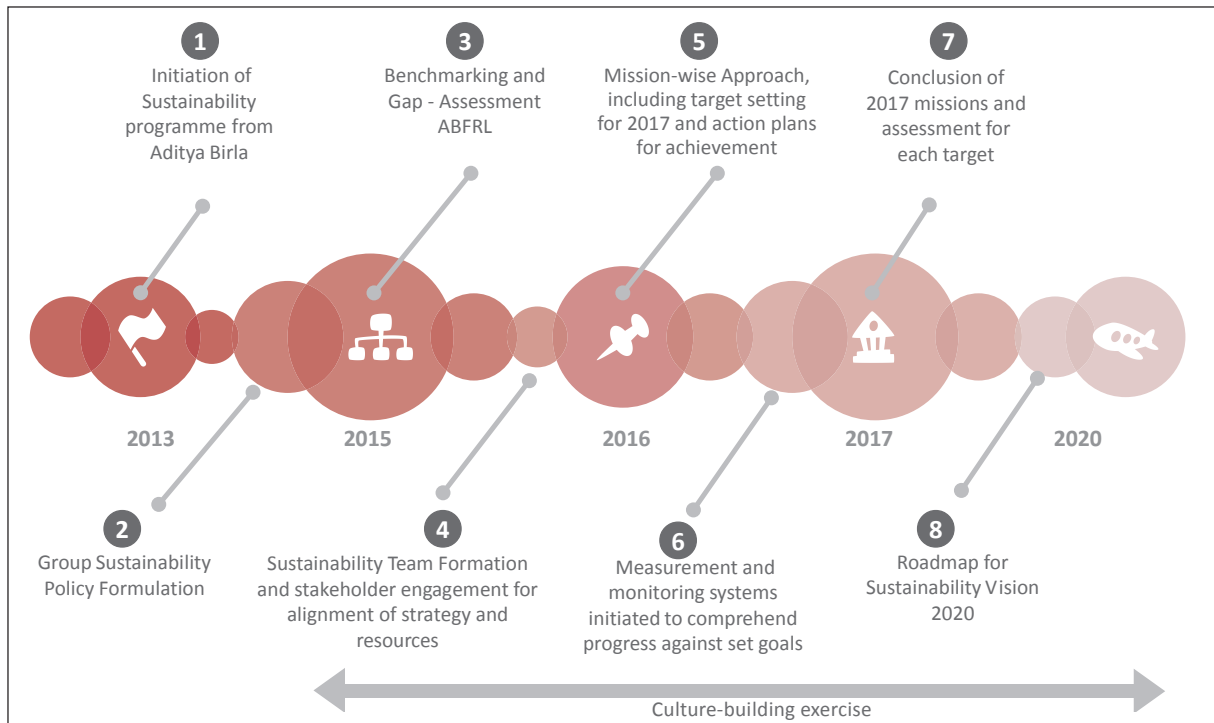 1
Initiation of
Sustainability
programme from
Aditya Birla
3
Benchmarking and
Gap - Assessment
ABFRL
5
Mission-wise Approach,
including target setting
for 2017 and action plans
for achievement
7
Conclusion of
2017 missions and
assessment for
each target
2013
2015
2016
2017
2020
2
Group Sustainability
Policy Formulation
4
Sustainability Team Formation
and stakeholder engagement for
alignment of strategy and
resources
6
Measurement and
monitoring systems
initiated to comprehend
progress against set goals
8
Roadmap for
Sustainability Vision
2020
Culture-building exercise